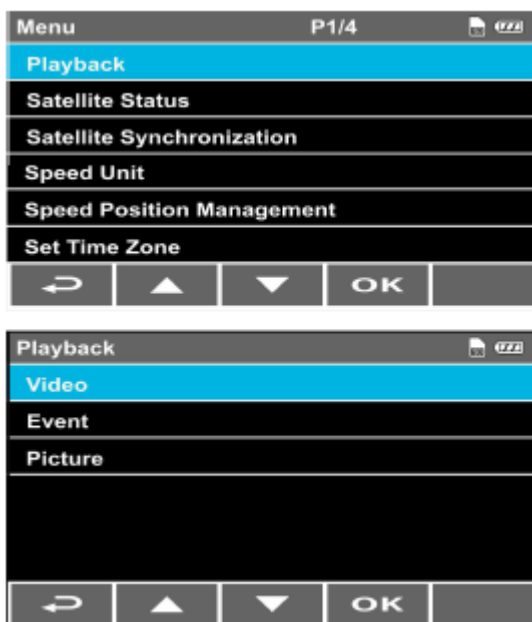 Menu P1/4
Playback
Satellite Status
Satellite Synchronization
Speed Unit
Speed Position Management
Set Time Zone
OK
Playback
Video
Event
Picture
OK